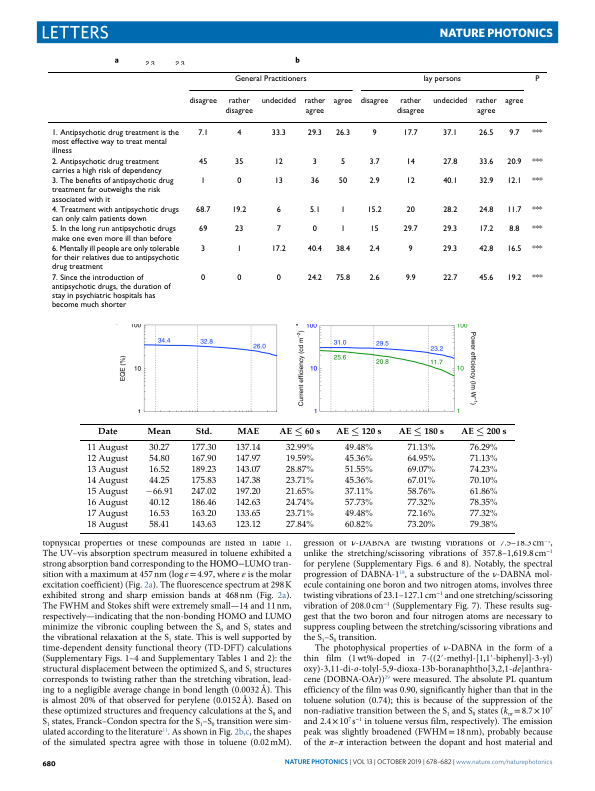 LETTERS
NATURE PHOTONICS
a
b
2 3 2 3
General Practitioners lay persons P
disagree rather disagree undecided rather agree agree disagree rather disagree undecided rather agree agree
1. Antipsychotic drug treatment is the 7.1 4 33.3 29.3 26.3 9 17.7 37.1 26.5 9.7 ***
most effective way to treat mental
illness
2. Antipsychotic drug treatment 45 35 12 3 5 3.7 14 27.8 33.6 20.9 ***
carries a high risk of dependency
3. The benefits of antipsychotic drug 1 0 13 36 50 2.9 12 40.1 32.9 12.1 ***
treatment far outweighs the risk
associated with it
4. Treatment with antipsychotic drugs 68.7 19.2 6 5.1 1 15.2 20 28.2 24.8 11.7 ***
can only calm patients down
5. In the long run antipsychotic drugs 69 23 7 0 1 15 29.7 29.3 17.2 8.8 ***
make one even more ill than before
6. Mentally ill people are only tolerable 3 1 17.2 40.4 38.4 2.4 9 29.3 42.8 16.5 ***
for their relatives due to antipsychotic
drug treatment
7. Since the introduction of 0 0 0 24.2 75.8 2.6 9.9 22.7 45.6 19.2 ***
antipsychotic drugs, the duration of
stay in psychiatric hospitals has
become much shorter
100
10
1
EQE (%)
34.4 32.8 26.0
100
10
1
Current efficiency (cd m⁻²)
31.0 29.5 23.2
25.6 20.8 11.7
100
10
1
Power efficiency (lm W⁻¹)
Date Mean Std. MAE AE ≤ 60 s AE ≤ 120 s AE ≤ 180 s AE ≤ 200 s
11 August 30.27 177.30 137.14 32.99% 49.48% 71.13% 76.29%
12 August 54.80 167.90 147.97 19.59% 45.36% 64.95% 71.13%
13 August 16.52 189.23 143.07 28.87% 51.55% 69.07% 74.23%
14 August 44.25 175.83 147.38 23.71% 45.36% 67.01% 70.10%
15 August −66.91 247.02 197.20 21.65% 37.11% 58.76% 61.86%
16 August 40.12 186.46 142.63 24.74% 57.73% 77.32% 78.35%
17 August 16.53 163.20 133.65 23.71% 49.48% 72.16% 77.32%
18 August 58.41 143.63 123.12 27.84% 60.82% 73.20% 79.38%
tophysical properties of these compounds are listed in Table 1.
The UV–vis absorption spectrum measured in toluene exhibited a
strong absorption band corresponding to the HOMO−LUMO tran-
sition with a maximum at 457 nm (log ε = 4.97, where ε is the molar
excitation coefficient) (Fig. 2a). The fluorescence spectrum at 298 K
exhibited strong and sharp emission bands at 468 nm (Fig. 2a).
The FWHM and Stokes shift were extremely small—14 and 11 nm,
respectively—indicating that the non-bonding HOMO and LUMO
minimize the vibronic coupling between the S₀ and S₁ states and
the vibrational relaxation at the S₁ state. This is well supported by
time-dependent density functional theory (TD-DFT) calculations
(Supplementary Figs. 1–4 and Supplementary Tables 1 and 2): the
structural displacement between the optimized S₀ and S₁ structures
corresponds to twisting rather than the stretching vibration, lead-
ing to a negligible average change in bond length (0.0032 Å). This
is almost 20% of that observed for perylene (0.0152 Å). Based on
these optimized structures and frequency calculations at the S₀ and
S₁ states, Franck–Condon spectra for the S₁–S₀ transition were sim-
ulated according to the literature¹¹. As shown in Fig. 2b,c, the shapes
of the simulated spectra agree with those in toluene (0.02 mM).
gression of ν-DABNA are twisting vibrations of 7.5–18.3 cm⁻¹,
unlike the stretching/scissoring vibrations of 357.8–1,619.8 cm⁻¹
for perylene (Supplementary Figs. 6 and 8). Notably, the spectral
progression of DABNA-1¹⁸, a substructure of the ν-DABNA mol-
ecule containing one boron and two nitrogen atoms, involves three
twisting vibrations of 23.1–127.1 cm⁻¹ and one stretching/scissoring
vibration of 208.0 cm⁻¹ (Supplementary Fig. 7). These results sug-
gest that the two boron and four nitrogen atoms are necessary to
suppress coupling between the stretching/scissoring vibrations and
the S₁–S₀ transition.
The photophysical properties of ν-DABNA in the form of a
thin film (1 wt%-doped in 7-((2′-methyl-[1,1′-biphenyl]-3-yl)
oxy)-3,11-di-o-tolyl-5,9-dioxa-13b-boranaphtho[3,2,1-de]anthra-
cene (DOBNA-OAr))²⁰ were measured. The absolute PL quantum
efficiency of the film was 0.90, significantly higher than that in the
toluene solution (0.74); this is because of the suppression of the
non-radiative transition between the S₁ and S₀ states (
= 8.7 × 10⁷
and 2.4 × 10⁷ s⁻¹ in toluene versus film, respectively). The emission
peak was slightly broadened (FWHM = 18 nm), probably because
of the π–π interaction between the dopant and host material and
680
NATURE PHOTONICS | VOL 13 | OCTOBER 2019 | 678–682 | www.nature.com/naturephotonics